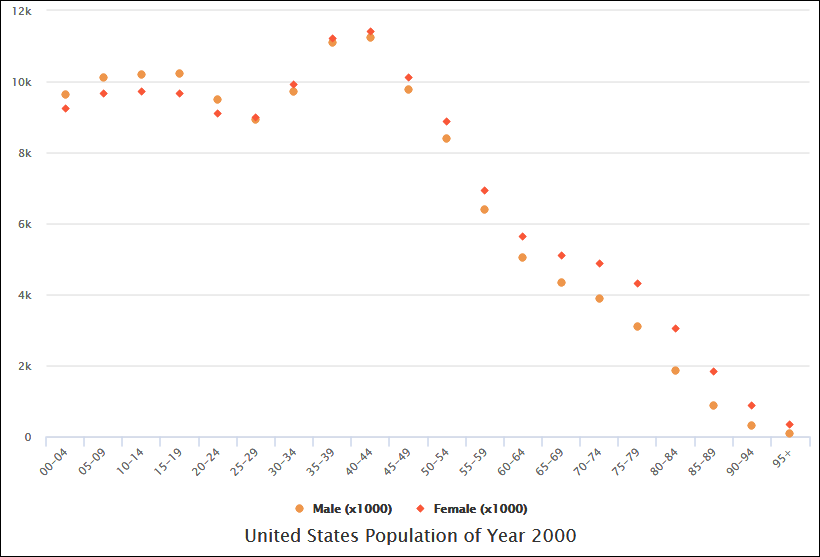 12k
10k
8k
6k
4k
2k
0
00-04 05-09 10-14 15-19 20-24 25-29 30-34 35-39 40-44 45-49 50-54 55-59 60-64 65-69 70-74 75-79 80-84 85-89 90-94 95+
Male (x1000) Female (x1000)
United States Population of Year 2000